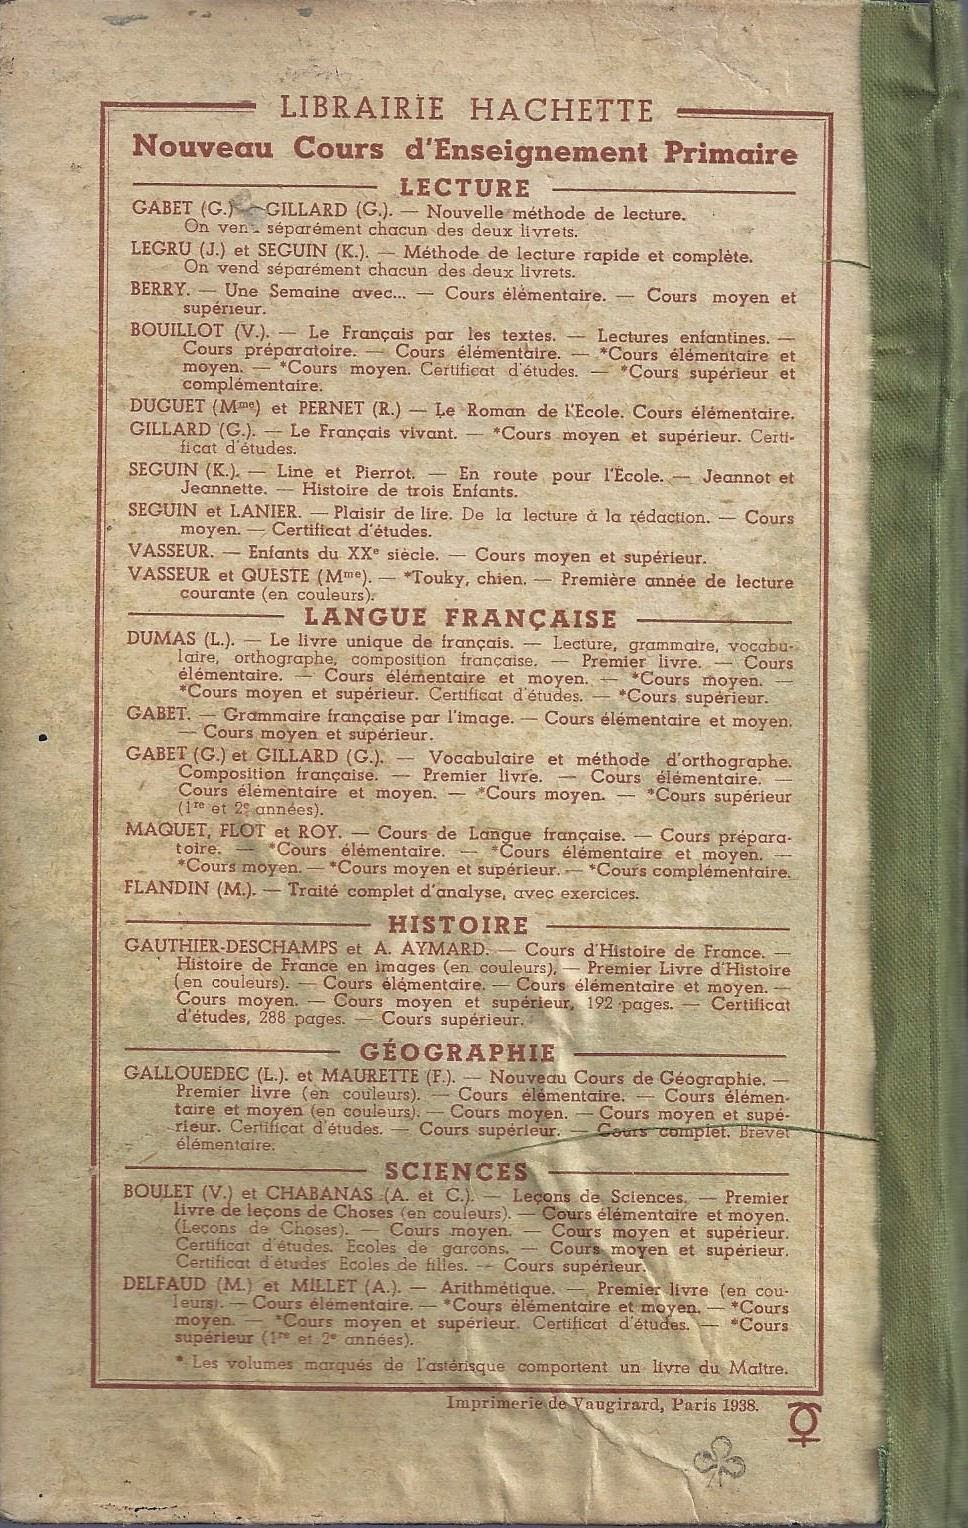 LIBRAIRIE HACHETTE
Nouveau Cours d'Enseignement Primaire
LECTURE
GABET (G.) GILLARD (G.). — Nouvelle méthode de lecture.
On ven séparément chacun des deux livrets.
LEGRU (J.) et SEGUIN (K.). — Méthode de lecture rapide et complète.
On vend séparément chacun des deux livrets.
BERRY. — Une Semaine avec... — Cours élémentaire. — Cours moyen et
supérieur.
BOUILLOT (V.). — Le Français par les textes. — Lectures enfantines. —
Cours préparatoire. — Cours élémentaire. — *Cours élémentaire et
moyen. — *Cours moyen. Certificat d'études. — *Cours supérieur et
complémentaire.
DUGUET (Mme) et PERNET (R.) — Le Roman de l'Ecole. Cours élémentaire.
GILLARD (G.). — Le Français vivant. — *Cours moyen et supérieur. Certi-
ficat d'études.
SEGUIN (K.). — Line et Pierrot. — En route pour l'École. — Jeannot et
Jeannette. — Histoire de trois Enfants.
SEGUIN et LANIER. — Plaisir de lire. De la lecture à la rédaction. — Cours
moyen. — Certificat d'études.
VASSEUR. — Enfants du XXe siècle. — Cours moyen et supérieur.
VASSEUR et QUESTE (Mme). — *Touky, chien. — Première année de lecture
courante (en couleurs).
LANGUE FRANÇAISE
DUMAS (L.). — Le livre unique de français. — Lecture, grammaire, vocabu-
laire, orthographe, composition française. — Premier livre. — Cours
élémentaire. — Cours élémentaire et moyen. — *Cours moyen. —
*Cours moyen et supérieur. Certificat d'études. — *Cours supérieur.
GABET. — Grammaire française par l'image. — Cours élémentaire et moyen.
— Cours moyen et supérieur.
GABET (G.) et GILLARD (G.). — Vocabulaire et méthode d'orthographe.
Composition française. — Premier livre. — Cours élémentaire. —
Cours élémentaire et moyen. — *Cours moyen. — *Cours supérieur
(1re et 2e années).
MAQUET, FLOT et ROY. — Cours de Langue française. — Cours prépara-
toire. — *Cours élémentaire. — *Cours élémentaire et moyen. —
*Cours moyen. — *Cours moyen et supérieur. — *Cours complémentaire.
FLANDIN (M.). — Traité complet d'analyse, avec exercices.
HISTOIRE
GAUTHIER-DESCHAMPS et A. AYMARD. — Cours d'Histoire de France. —
Histoire de France en images (en couleurs). — Premier Livre d'Histoire
(en couleurs). — Cours élémentaire. — Cours élémentaire et moyen. —
Cours moyen. — Cours moyen et supérieur, 192 pages. — Certificat
d'études, 288 pages. — Cours supérieur.
GÉOGRAPHIE
GALLOUEDEC (L.). et MAURETTE (F.). — Nouveau Cours de Géographie. —
Premier livre (en couleurs). — Cours élémentaire. — Cours élémen-
taire et moyen (en couleurs). — Cours moyen. — Cours moyen et supé-
rieur. Certificat d'études. — Cours supérieur. — Cours complet. Brevet
élémentaire.
SCIENCES
BOULET (V.) et CHABANAS (A. et C.). — Leçons de Sciences. — Premier
livre de leçons de Choses (en couleurs). — Cours élémentaire et moyen.
(Leçons de Choses). — Cours moyen. — Cours moyen et supérieur.
Certificat d'études. Ecoles de garçons. — Cours moyen et supérieur.
Certificat d'études Ecoles de filles. — Cours supérieur.
DELFAUD (M.) et MILLET (A.). — Arithmétique. — Premier livre (en cou-
leurs). — Cours élémentaire. — *Cours élémentaire et moyen. — *Cours
moyen. — *Cours moyen et supérieur. Certificat d'études. — *Cours
supérieur (1re et 2e années).
* Les volumes marqués de l'astérisque comportent un livre du Maître.
Imprimerie de Vaugirard, Paris 1938.